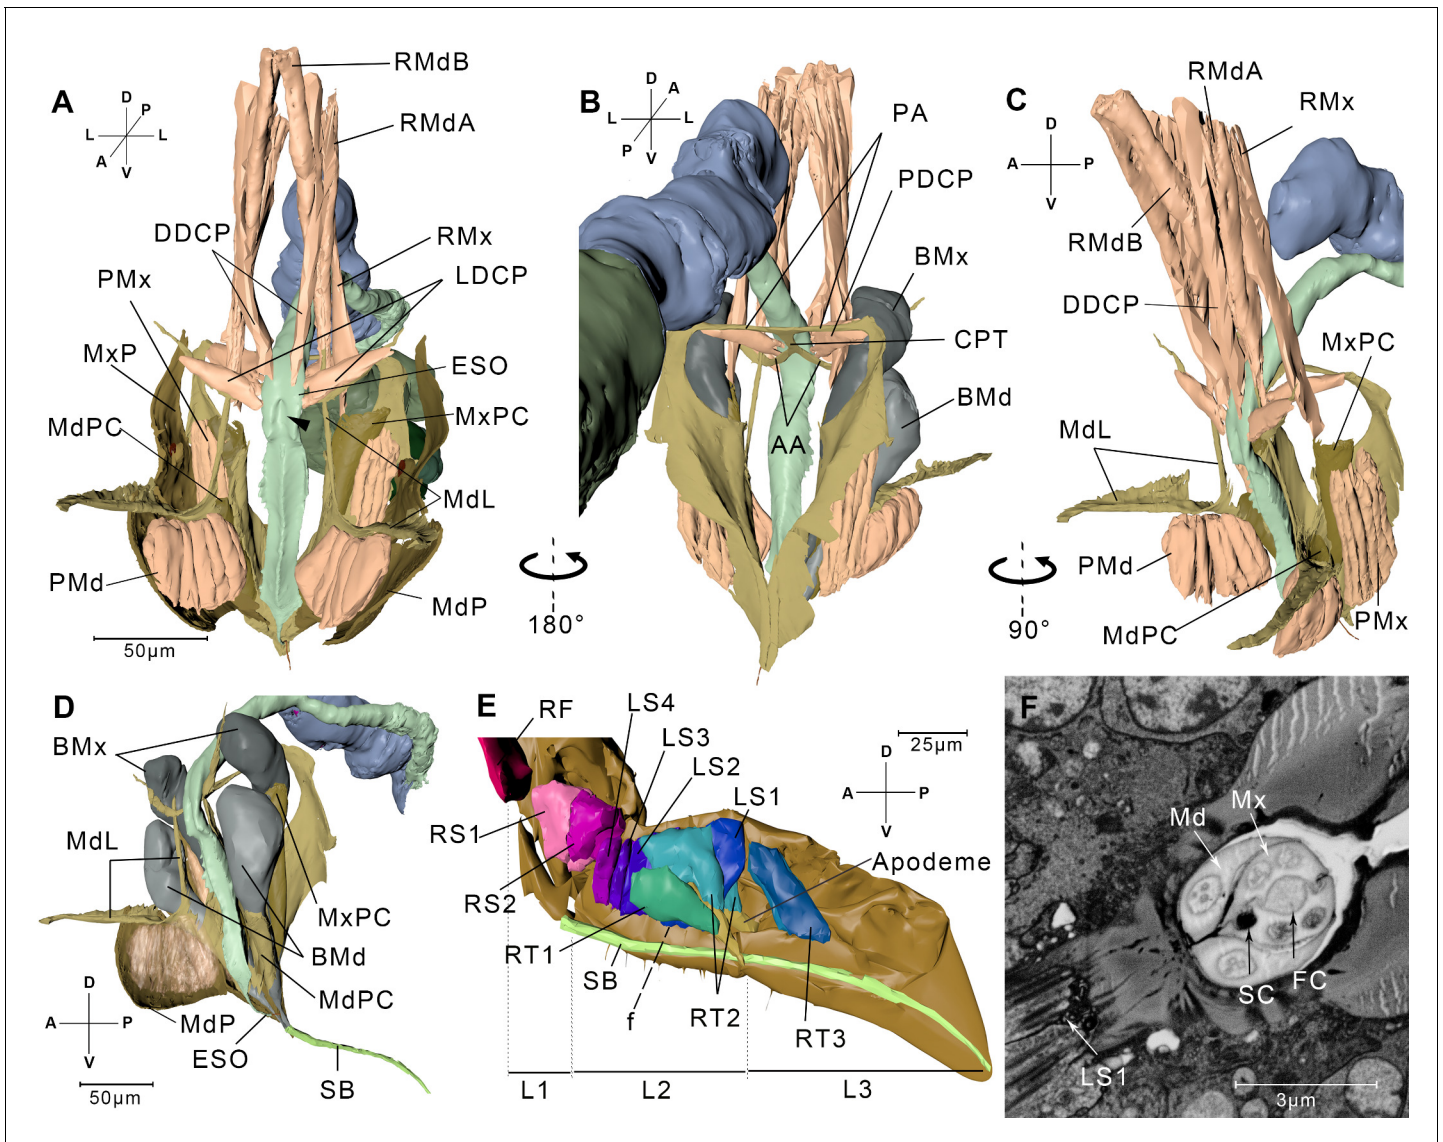 A
D
P
L
L
A
V
RMdB
RMdA
DDCP
RMx
PMx
LDCP
MxP
ESO
MdPC
MxPC
MdL
PMd
MdP
50µm
B
D
A
L
L
P
V
PA
PDCP
BMx
CPT
BMd
AA
180°
C
D
A
P
V
RMdA
RMx
RMdB
DDCP
MxPC
MdL
PMd
MdPC
PMx
90°
D
BMx
MdL
MxPC
BMd
MdPC
MdP
ESO
SB
D
A
P
V
50µm
E
RF
LS4
LS3
LS2
LS1
25µm
D
A
P
V
RS1
RS2
Apodeme
RT1
SB
f
RT2
RT3
L1
L2
L3
F
Md
Mx
SC
FC
LS1
3µm